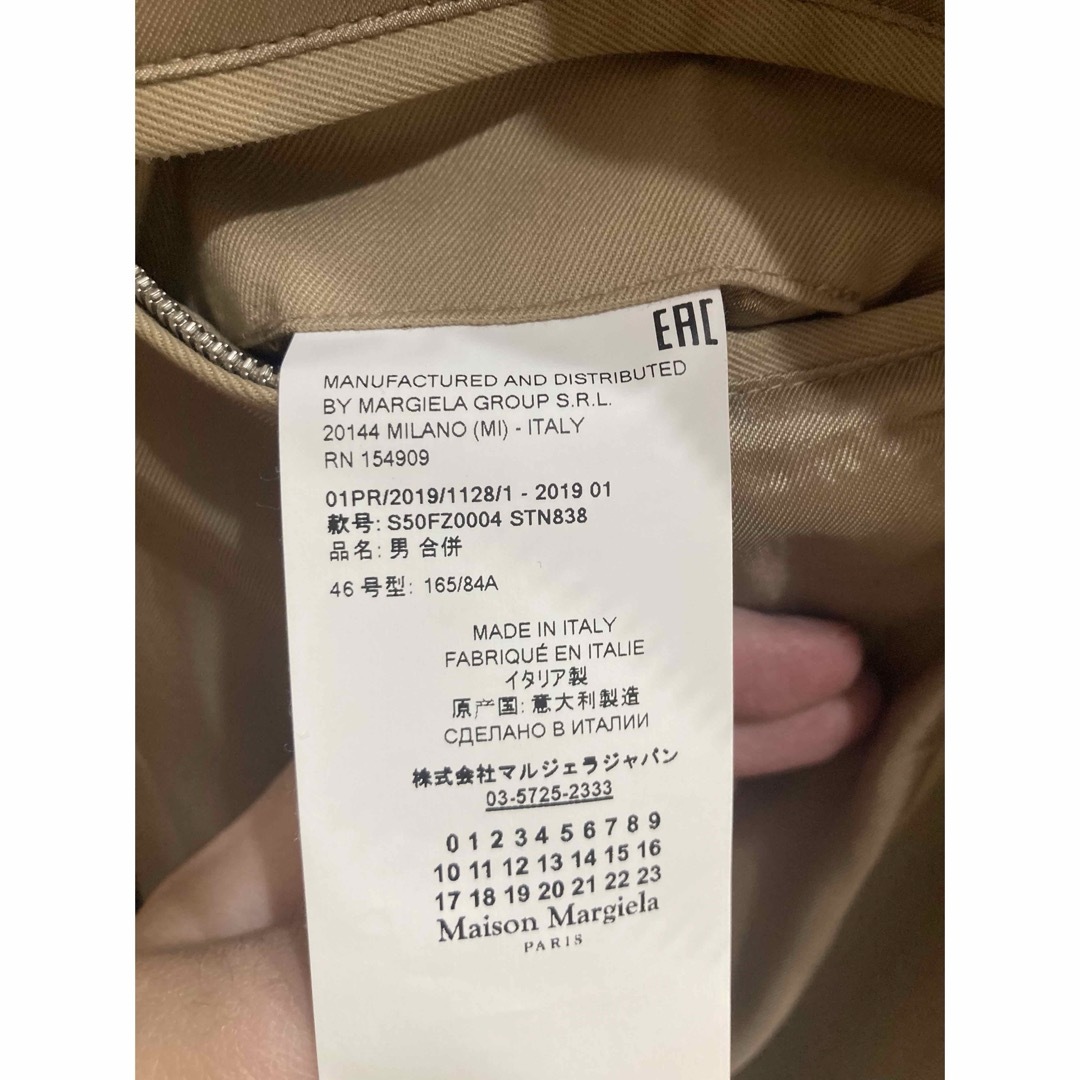 EAC
MANUFACTURED AND DISTRIBUTED
BY MARGIELA GROUP S.R.L.
20144 MILANO (MI) - ITALY
RN 154909
01PR/2019/1128/1 - 2019 01
款号: S50FZ0004 STN838
品名: 男 合併
46 号型: 165/84A
MADE IN ITALY
FABRIQUÉ EN ITALIE
イタリア製
原产国: 意大利製造
СДЕЛАНО В ИТАЛИИ
株式会社マルジェラジャパン
03-5725-2333
0 1 2 3 4 5 6 7 8 9
10 11 12 13 14 15 16
17 18 19 20 21 22 23
Maison Margiela
PARIS